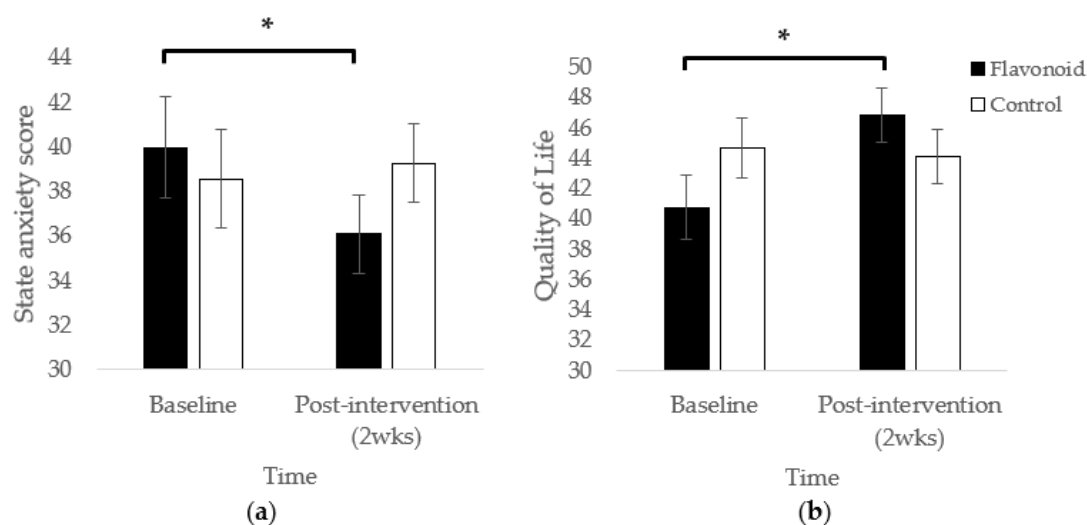 *
State anxiety score
44
42
40
38
36
34
32
30
Baseline
Post-intervention
(2wks)
Time
(a)
*
Quality of Life
50
48
46
44
42
40
38
36
34
32
30
Baseline
Post-intervention
(2wks)
Time
(b)
Flavonoid
Control